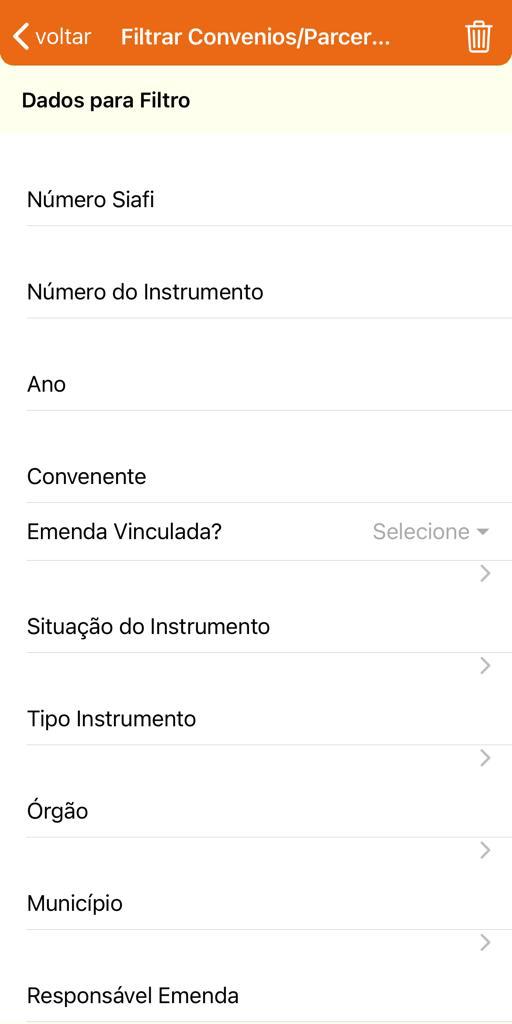 voltar Filtrar Convenios/Parcer...
Dados para Filtro
Número Siafi
Número do Instrumento
Ano
Convenente
Emenda Vinculada? Selecione
Situação do Instrumento
Tipo Instrumento
Órgão
Município
Responsável Emenda